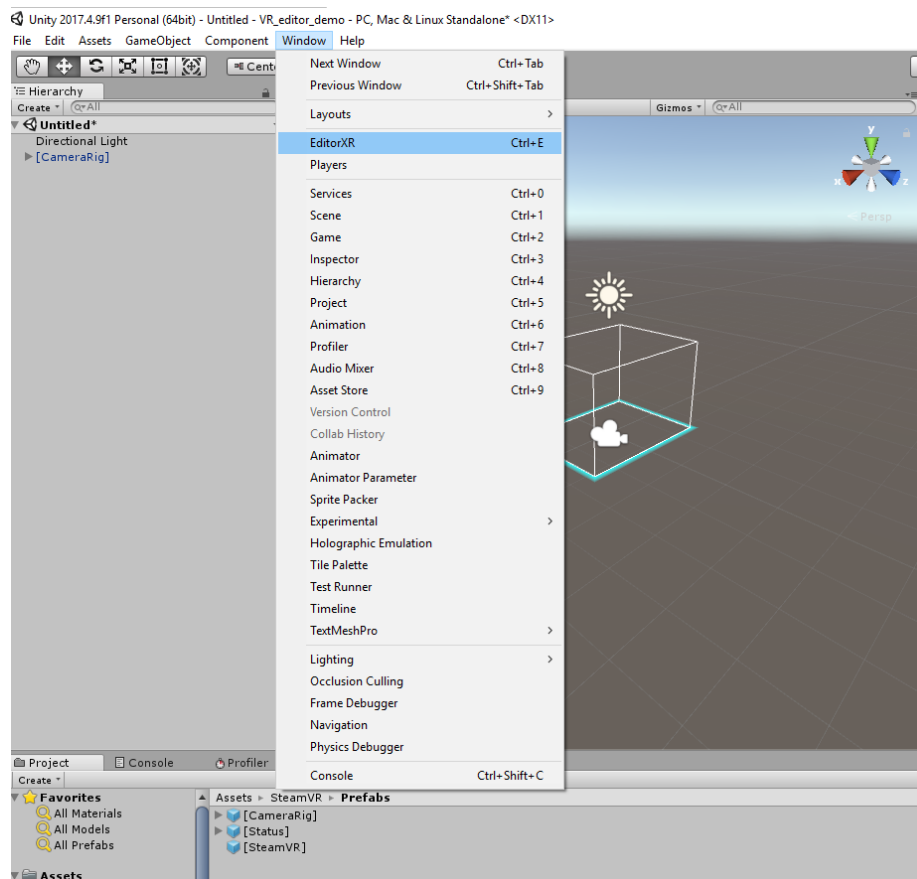 Unity 2017.4.9f1 Personal (64bit) - Untitled - VR_editor_demo - PC, Mac & Linux Standalone* <DX11>
File Edit Assets GameObject Component Window Help
Hierarchy
Create All
Untitled*
Directional Light
[CameraRig]
Next Window Ctrl+Tab
Previous Window Ctrl+Shift+Tab
Layouts
EditorXR Ctrl+E
Players
Services Ctrl+0
Scene Ctrl+1
Game Ctrl+2
Inspector Ctrl+3
Hierarchy Ctrl+4
Project Ctrl+5
Animation Ctrl+6
Profiler Ctrl+7
Audio Mixer Ctrl+8
Asset Store Ctrl+9
Version Control
Collab History
Animator
Animator Parameter
Sprite Packer
Experimental
Holographic Emulation
Tile Palette
Test Runner
Timeline
TextMeshPro
Lighting
Occlusion Culling
Frame Debugger
Navigation
Physics Debugger
Console Ctrl+Shift+C
Gizmos All
y
x z
Persp
Project Console Profiler
Create
Favorites
All Materials
All Models
All Prefabs
Assets
Assets SteamVR Prefabs
[CameraRig]
[Status]
[SteamVR]